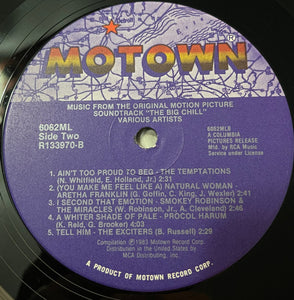 MOTOWN
MUSIC FROM THE ORIGINAL MOTION PICTURE
SOUNDTRACK "THE BIG CHILL"
VARIOUS ARTISTS
6062ML
Side Two
R133970-B
6062MLB
A COLUMBIA
PICTURES RELEASE
Mfd. by RCA Music
Service under License
1. AIN'T TOO PROUD TO BEG - THE TEMPTATIONS
(N. Whitfield, E. Holland, Jr.) 2:31
2. (YOU MAKE ME FEEL LIKE A) NATURAL WOMAN -
ARETHA FRANKLIN (G. Goffin, C. King, J. Wexler) 2:41
3. I SECOND THAT EMOTION - SMOKEY ROBINSON &
THE MIRACLES (W. Robinson, Jr., A. Cleveland) 2:46
4. A WHITER SHADE OF PALE - PROCOL HARUM
(K. Reid, G. Brooker) 4:03
5. TELL HIM - THE EXCITERS (B. Russell) 2:29
Compilation ℗ 1983 Motown Record Corp.
Distributed in the United States by
MCA Distributing, Inc.
A PRODUCT OF MOTOWN RECORD CORP.